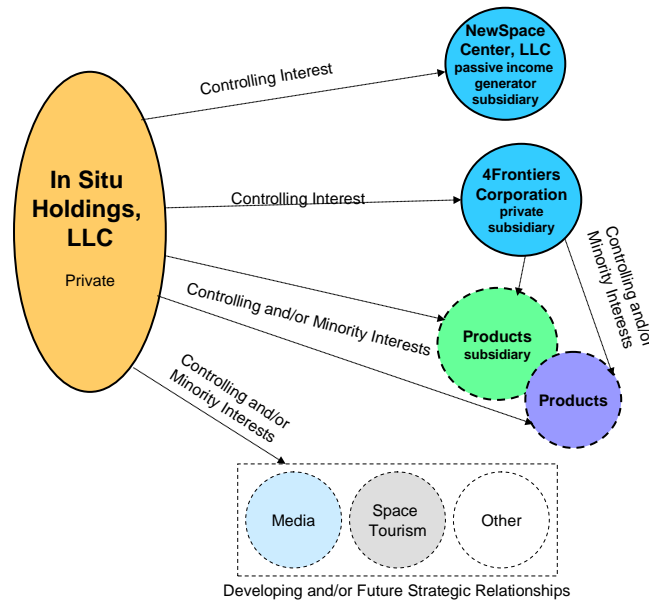 NewSpace
Center, LLC
passive income
generator
subsidiary
Controlling Interest
In Situ
Holdings,
LLC
Private
4Frontiers
Corporation
private
subsidiary
Controlling Interest
Controlling and/or
Minority Interests
Controlling and/or Minority Interests
Products
subsidiary
Products
Controlling and/or
Minority Interests
Media
Space
Tourism
Other
Developing and/or Future Strategic Relationships